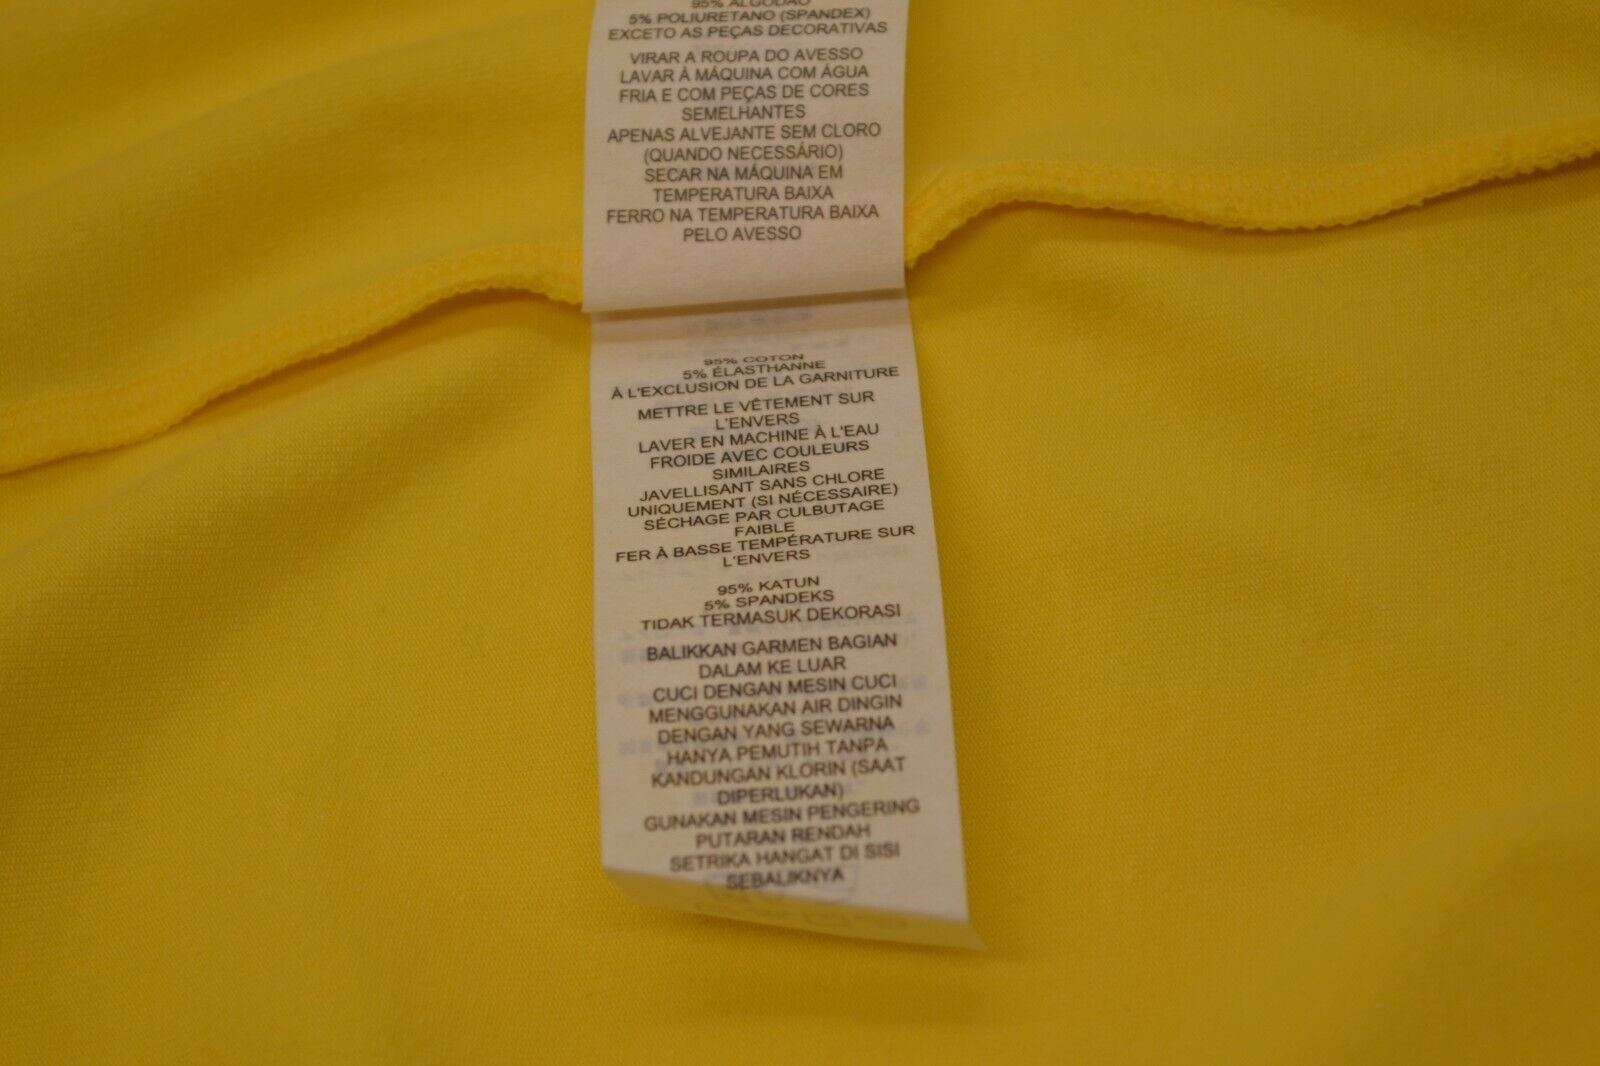 95% ALGODÃO
5% POLIURETANO (SPANDEX)
EXCETO AS PEÇAS DECORATIVAS
VIRAR A ROUPA DO AVESSO
LAVAR À MÁQUINA COM ÁGUA
FRIA E COM PEÇAS DE CORES
SEMELHANTES
APENAS ALVEJANTE SEM CLORO
(QUANDO NECESSÁRIO)
SECAR NA MÁQUINA EM
TEMPERATURA BAIXA
FERRO NA TEMPERATURA BAIXA
PELO AVESSO
95% COTON
5% ÉLASTHANNE
À L'EXCLUSION DE LA GARNITURE
METTRE LE VÊTEMENT SUR
L'ENVERS
LAVER EN MACHINE À L'EAU
FROIDE AVEC COULEURS
SIMILAIRES
JAVELLISANT SANS CHLORE
UNIQUEMENT (SI NÉCESSAIRE)
SÉCHAGE PAR CULBUTAGE
FAIBLE
FER À BASSE TEMPÉRATURE SUR
L'ENVERS
95% KATUN
5% SPANDEKS
TIDAK TERMASUK DEKORASI
BALIKKAN GARMEN BAGIAN
DALAM KE LUAR
CUCI DENGAN MESIN CUCI
MENGGUNAKAN AIR DINGIN
DENGAN YANG SEWARNA
HANYA PEMUTIH TANPA
KANDUNGAN KLORIN (SAAT
DIPERLUKAN)
GUNAKAN MESIN PENGERING
PUTARAN RENDAH
SETRIKA HANGAT DI SISI
SEBALIKNYA